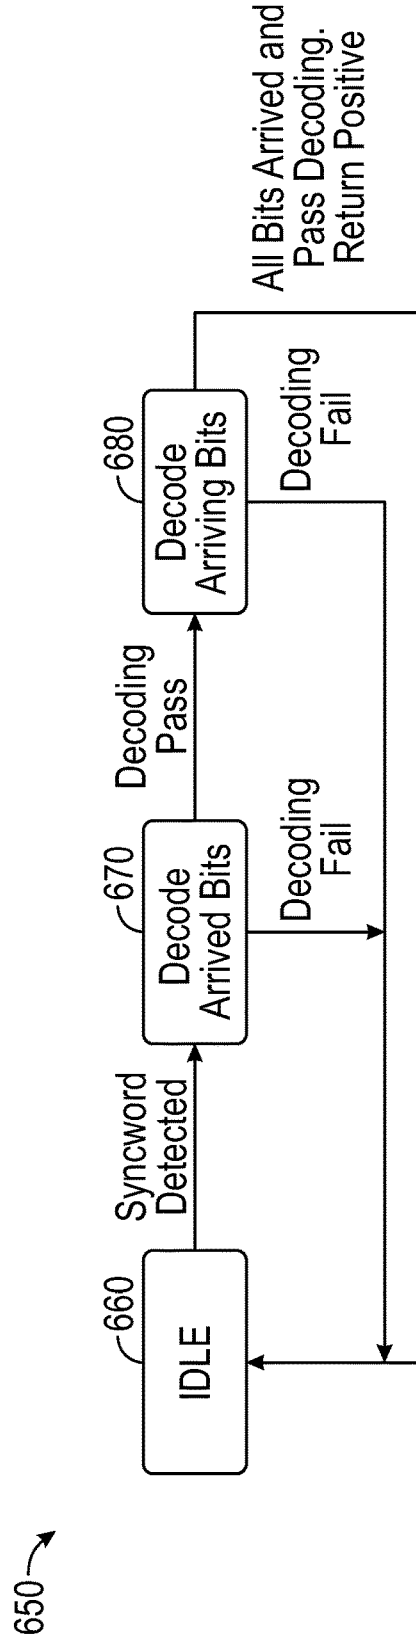 650
660
IDLE
Syncword
Detected
670
Decode
Arrived Bits
Decoding
Pass
Decoding
Fail
680
Decode
Arriving Bits
Decoding
Fail
All Bits Arrived and
Pass Decoding.
Return Positive